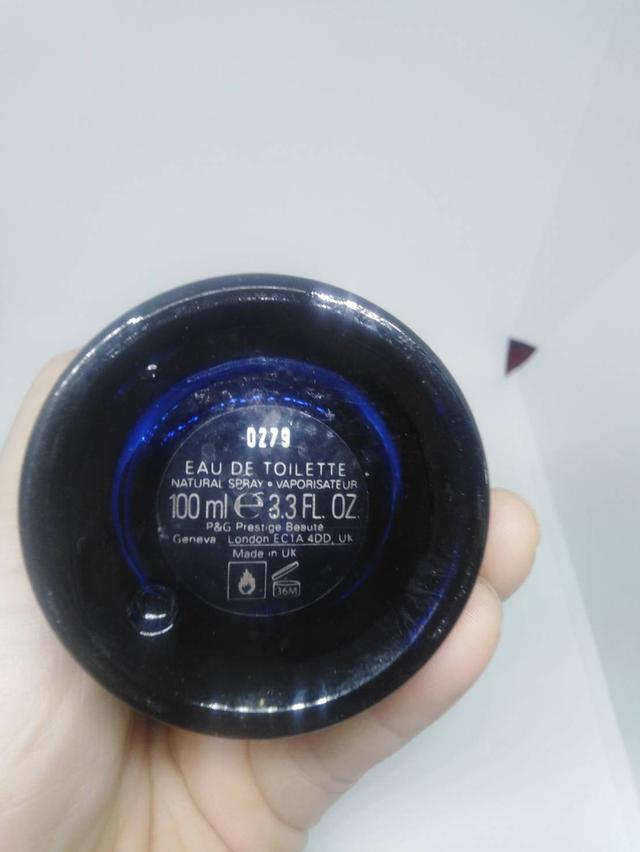 0279
EAU DE TOILETTE
NATURAL SPRAY • VAPORISATEUR
100 ml ℮ 3.3 FL. OZ.
P&G Prestige Beauté
Geneva London EC1A 4DD, UK
Made in UK
36M